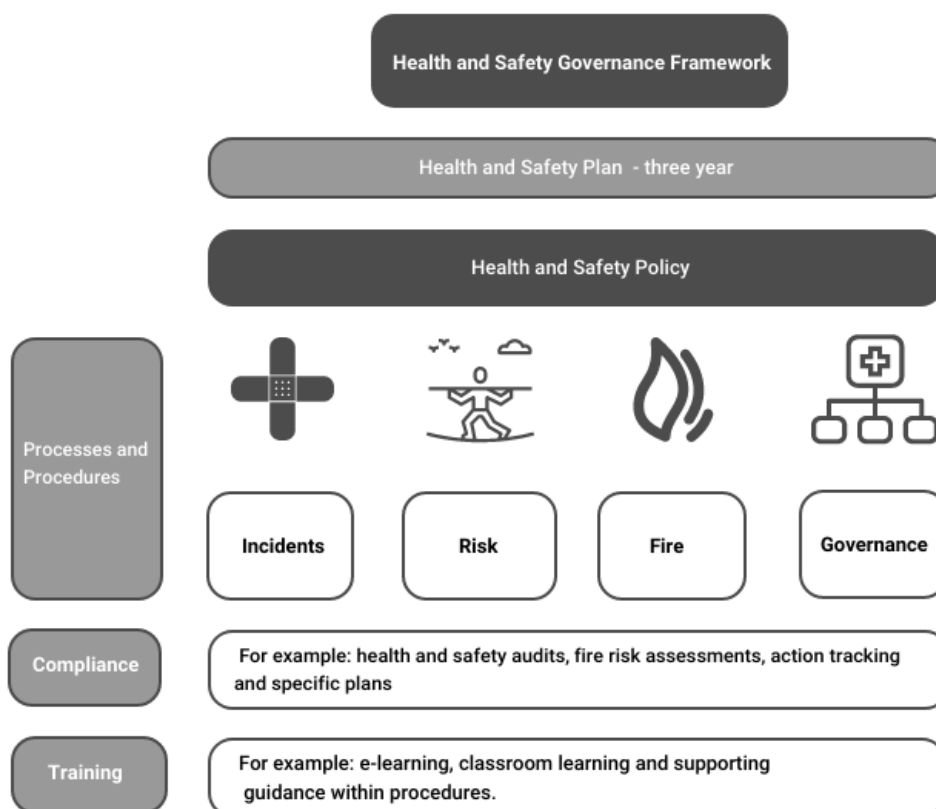 Health and Safety Governance Framework
Health and Safety Plan - three year
Health and Safety Policy
Processes and
Procedures
Incidents
Risk
Fire
Governance
Compliance
For example: health and safety audits, fire risk assessments, action tracking
and specific plans
Training
For example: e-learning, classroom learning and supporting
guidance within procedures.